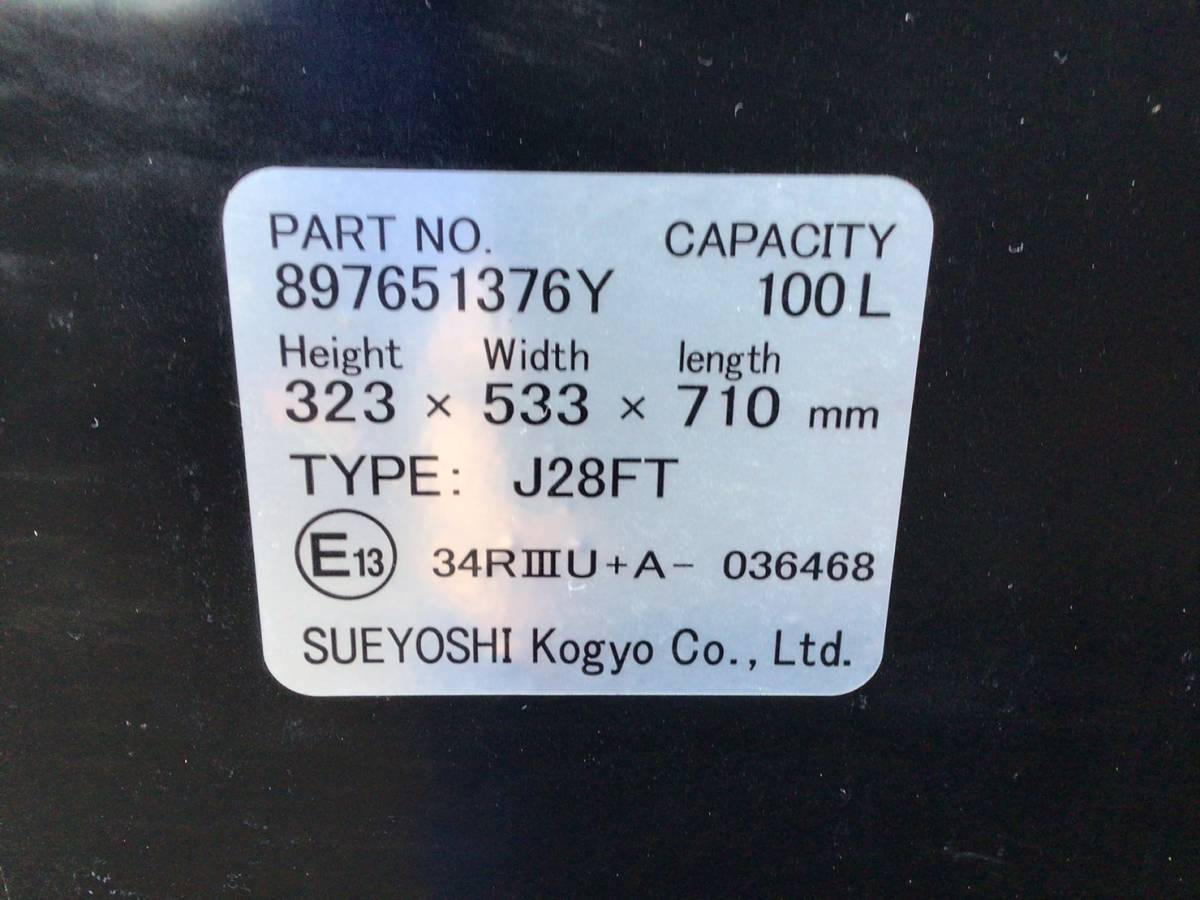 PART NO. CAPACITY
897651376Y 100L
Height Width length
323 × 533 × 710 mm
TYPE: J28FT
E13 34RⅢU+A- 036468
SUEYOSHI Kogyo Co., Ltd.